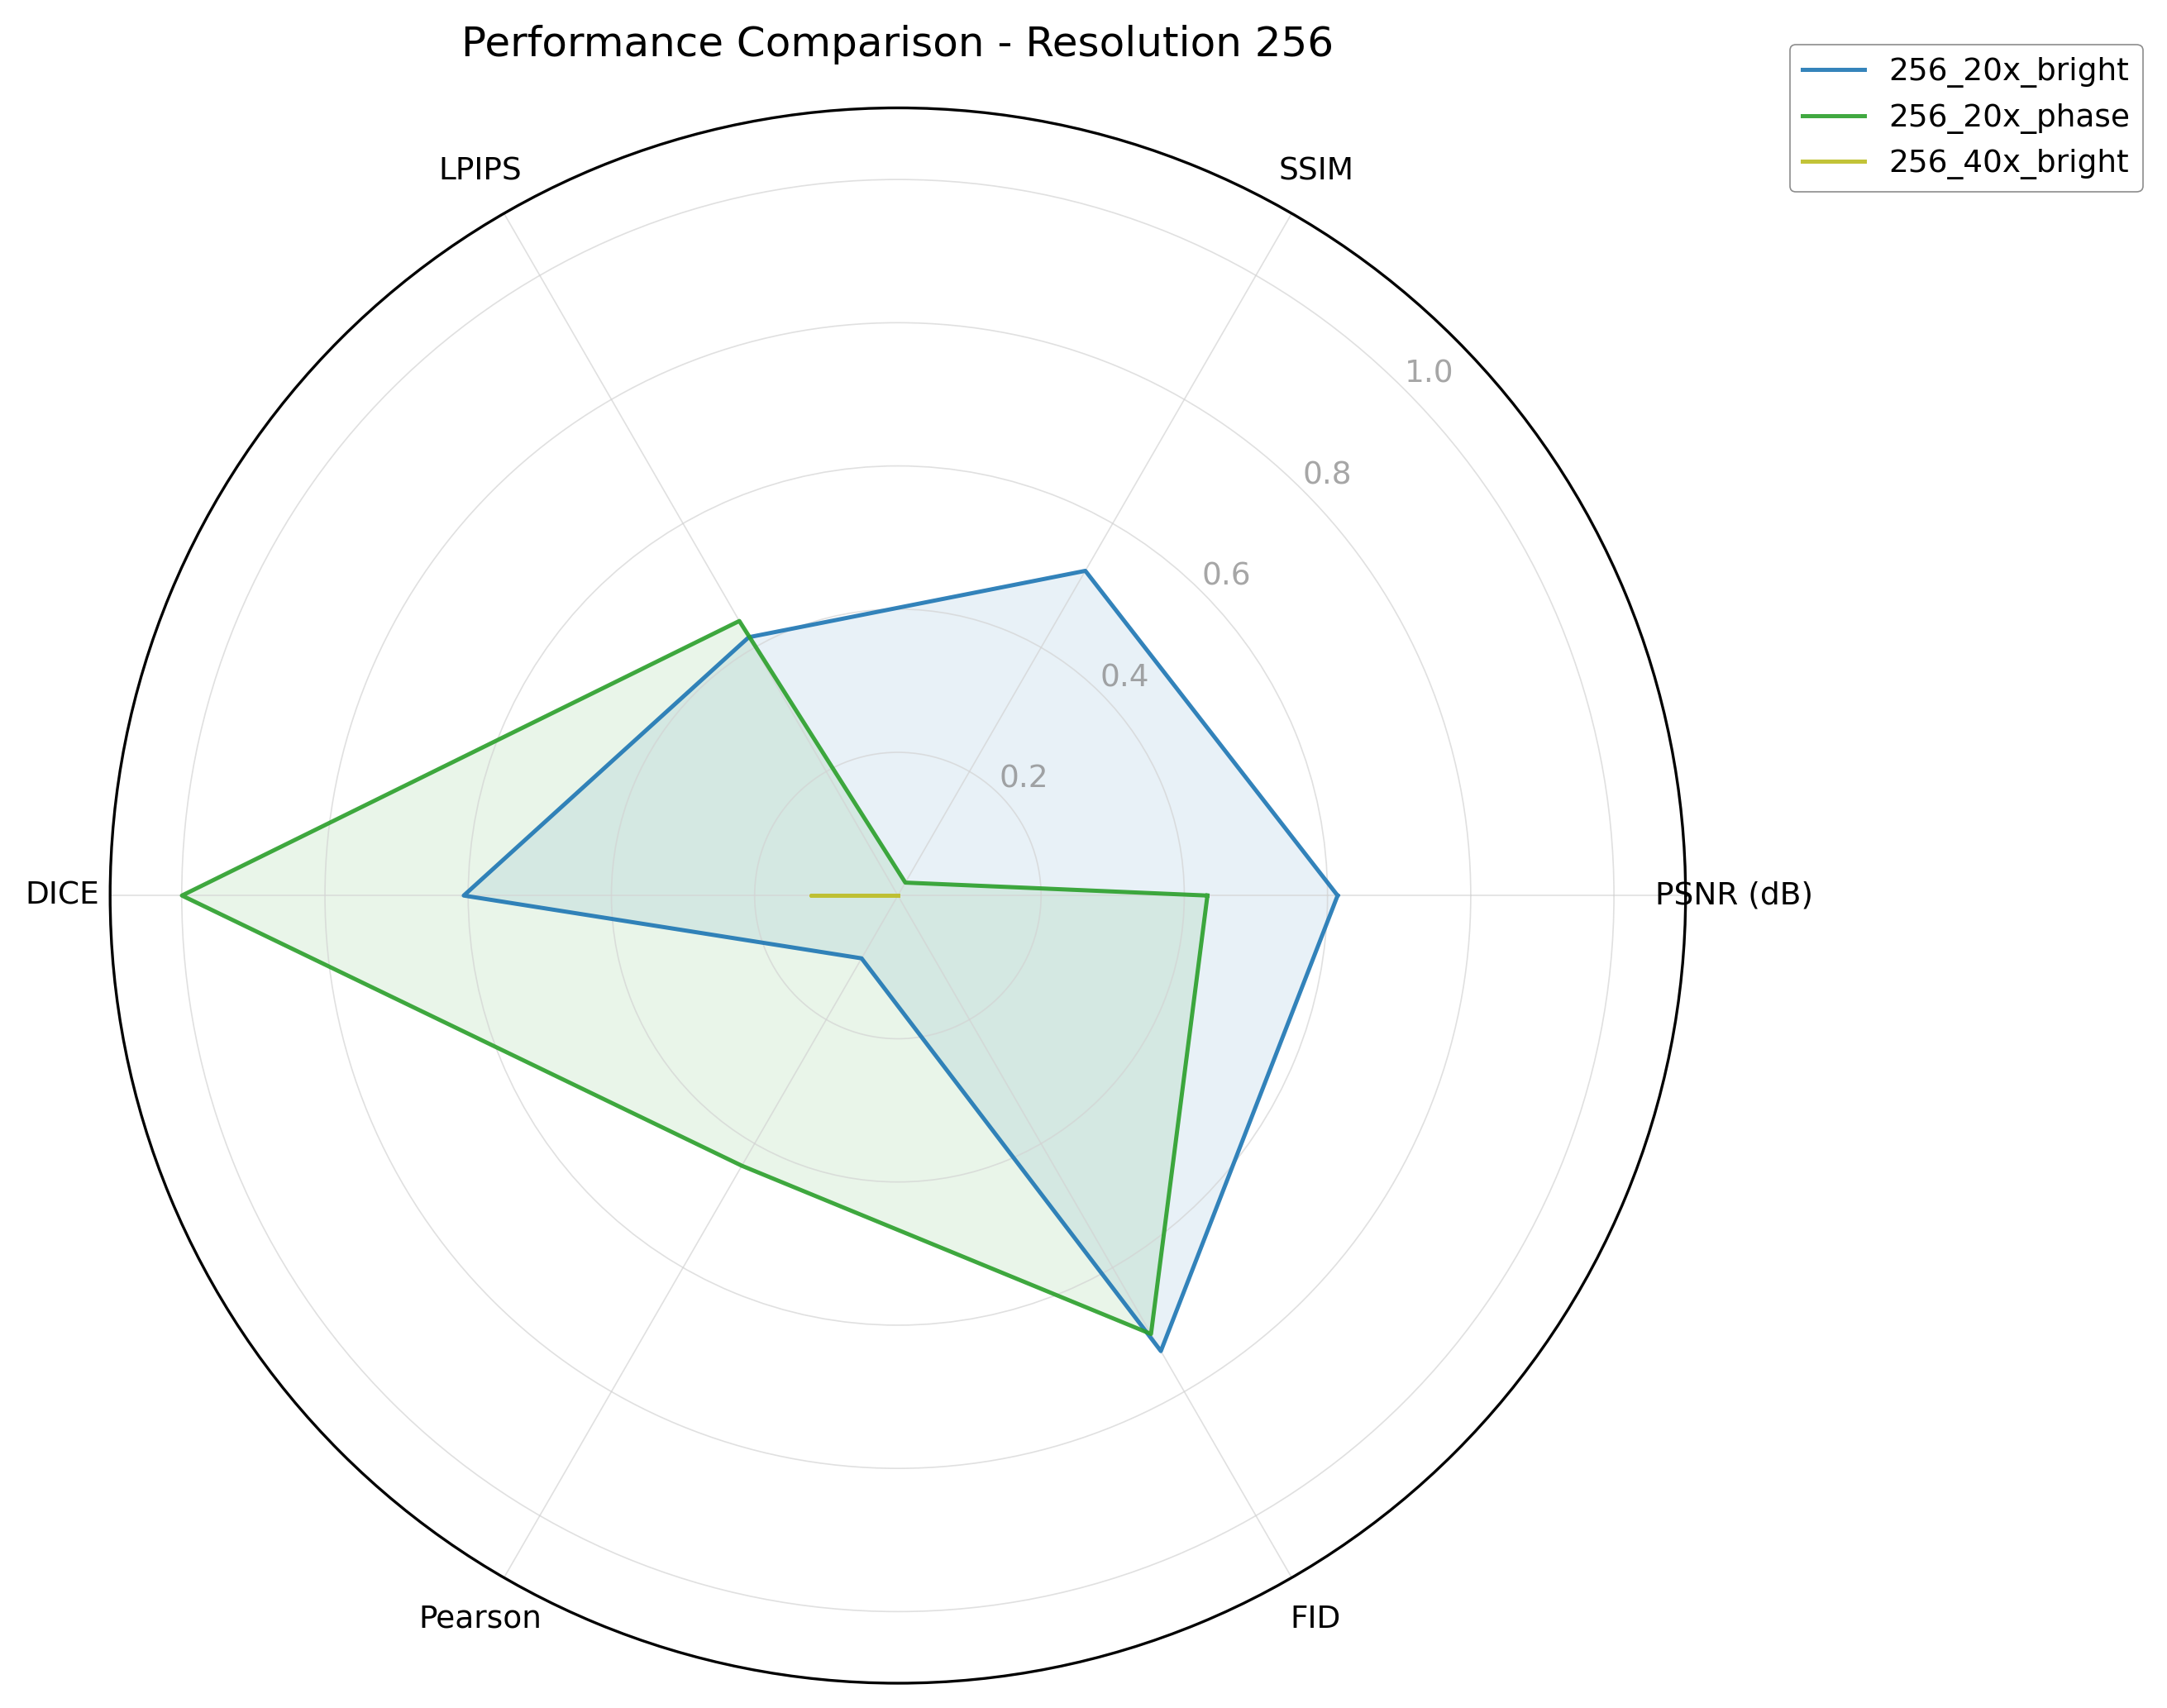 Performance Comparison - Resolution 256
256_20x_bright
256_20x_phase
256_40x_bright
LPIPS
SSIM
1.0
0.8
0.6
0.4
0.2
DICE
PSNR (dB)
Pearson
FID